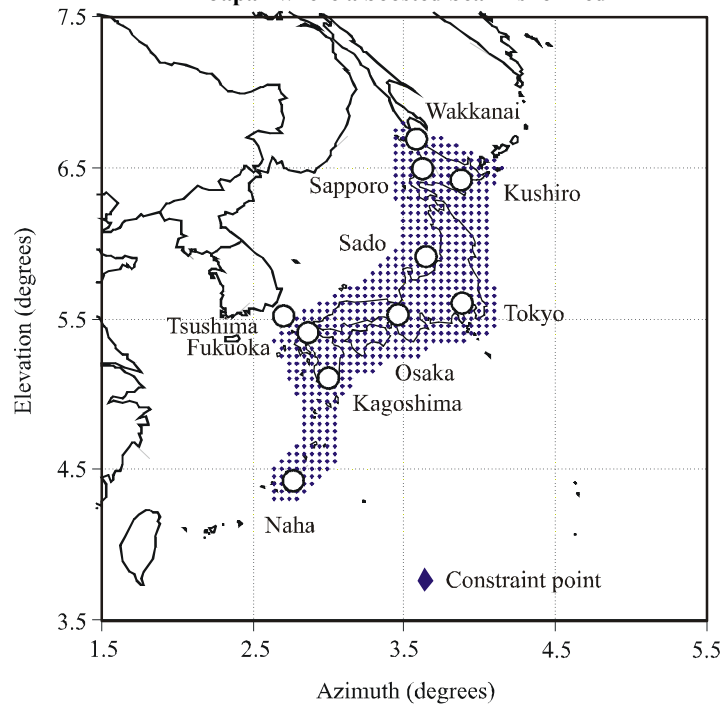 7.5
Wakkanai
6.5
Sapporo
Kushiro
Sado
Elevation (degrees)
5.5
Tsushima
Tokyo
Fukuoka
Osaka
Kagoshima
4.5
Naha
Constraint point
3.5
1.5 2.5 3.5 4.5 5.5
Azimuth (degrees)